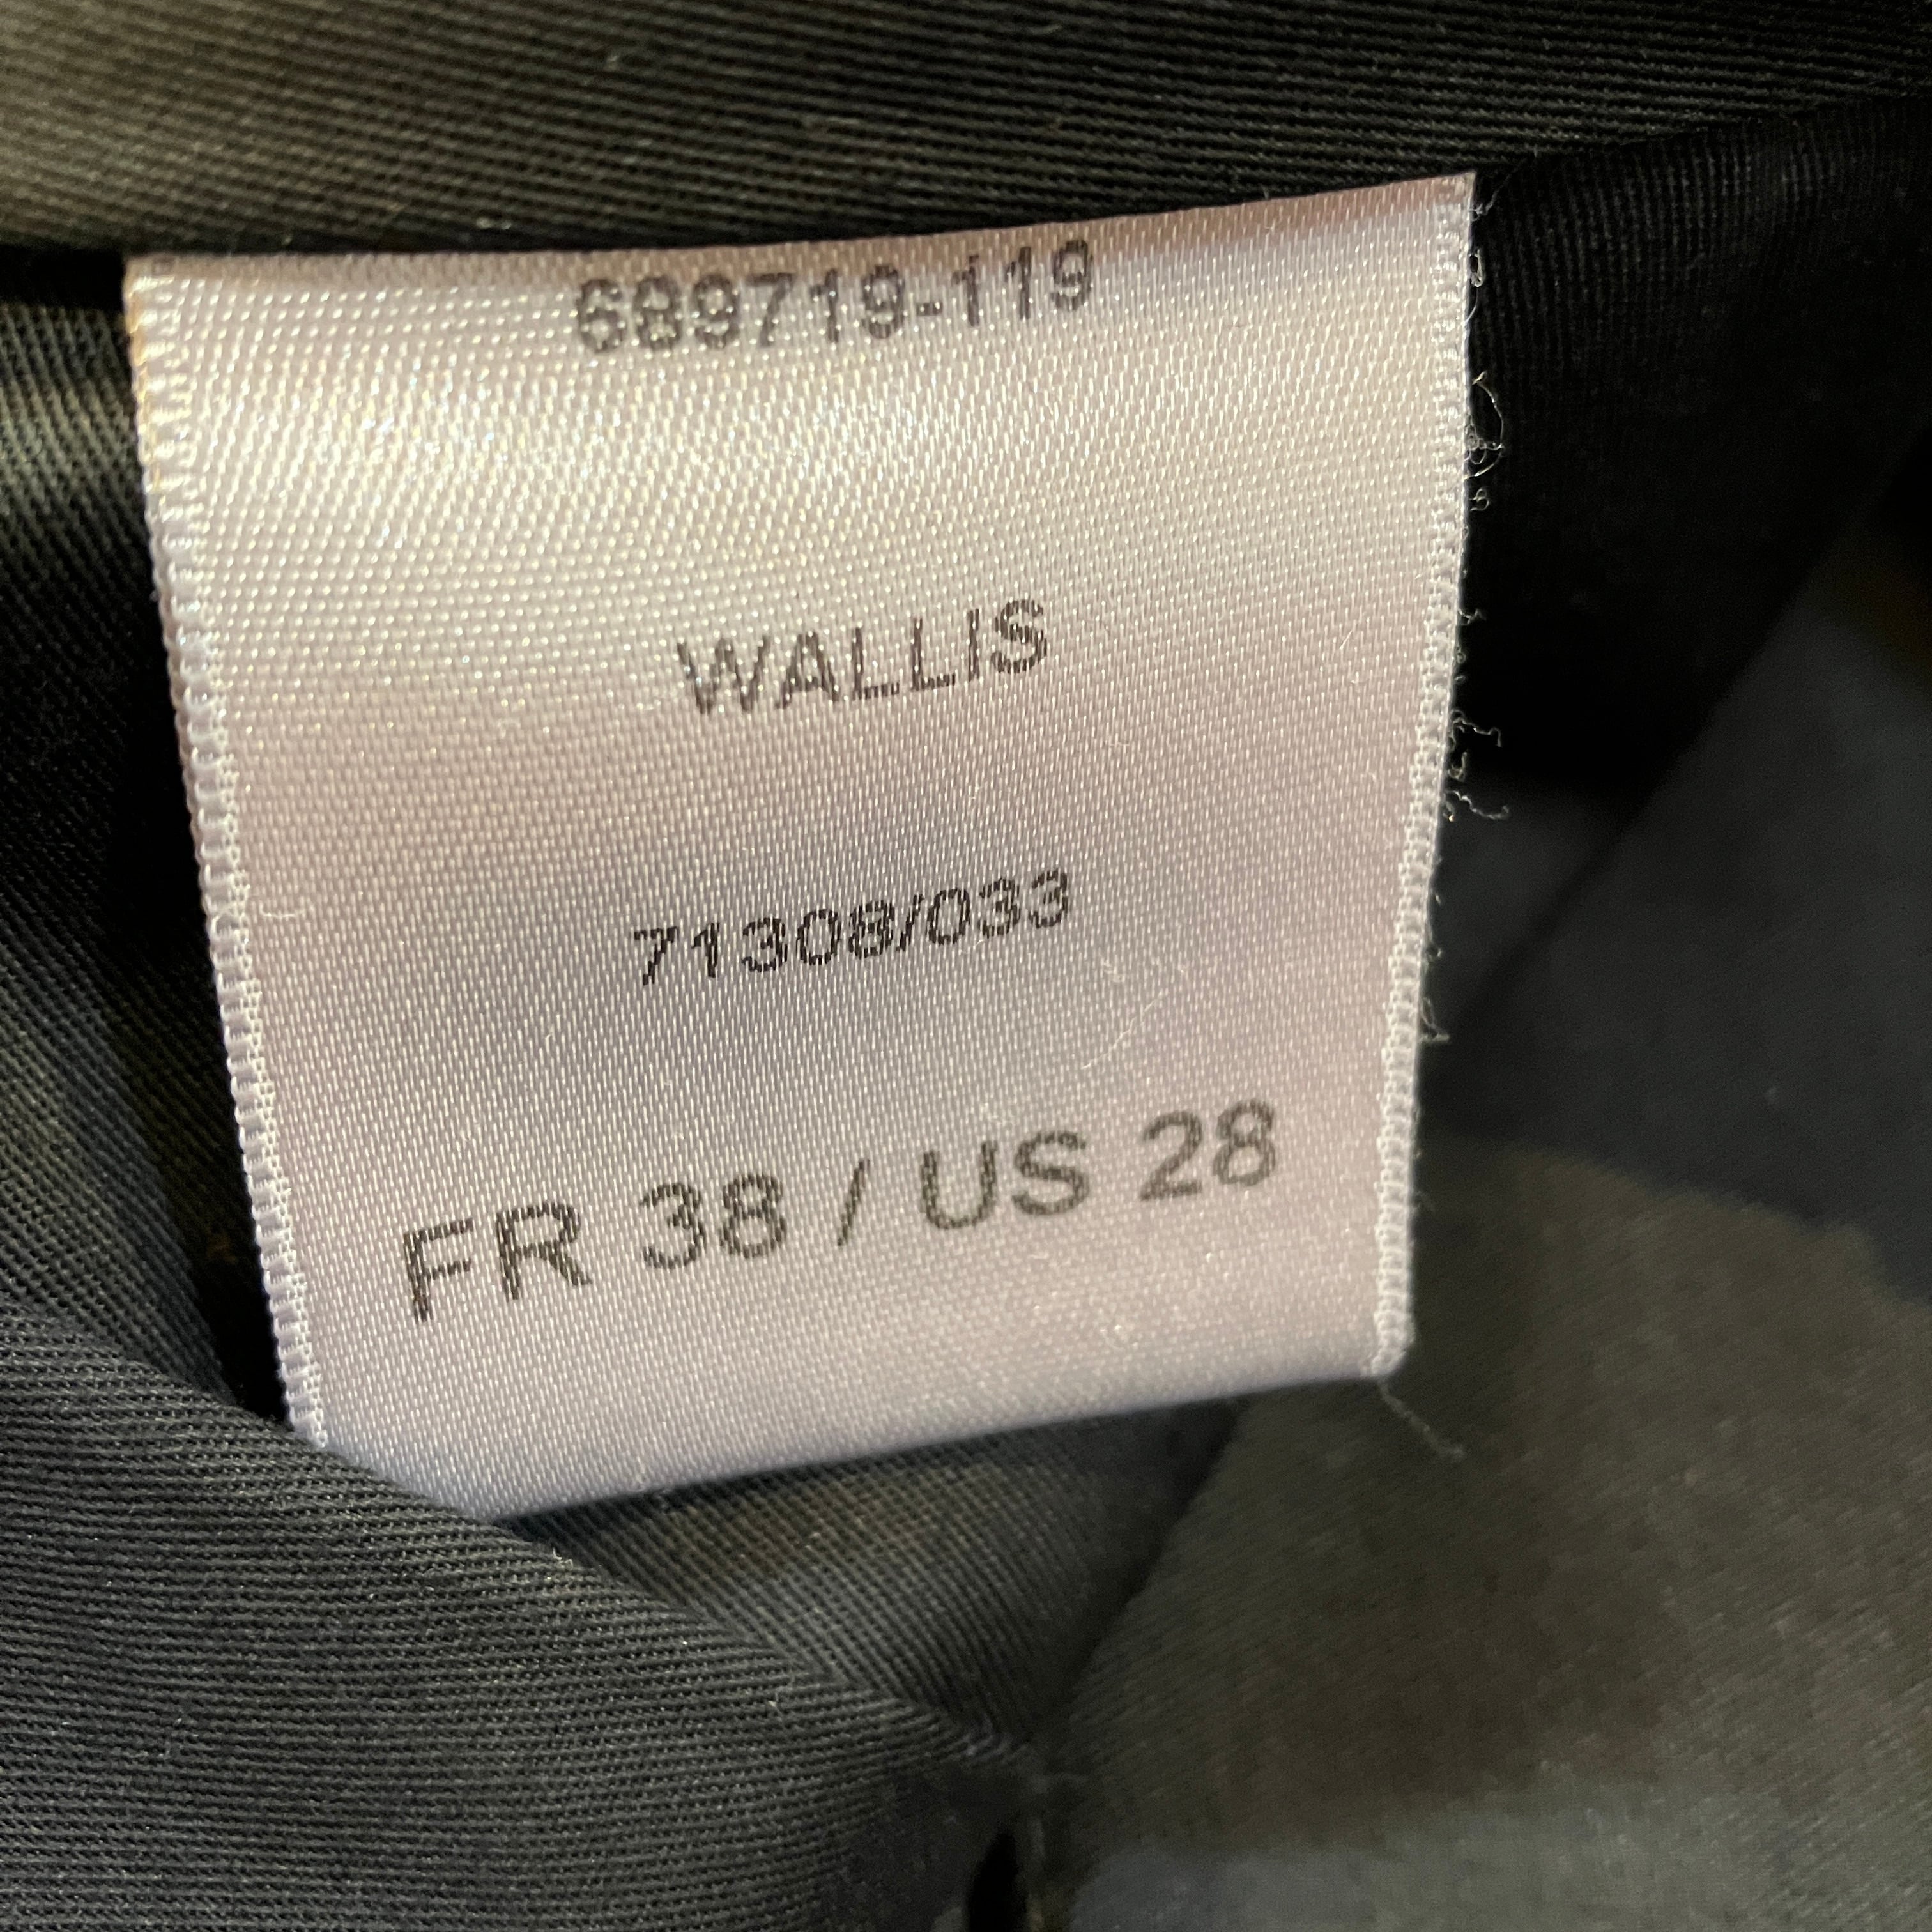 689719-119
WALLIS
71308/033
FR 38 / US 28